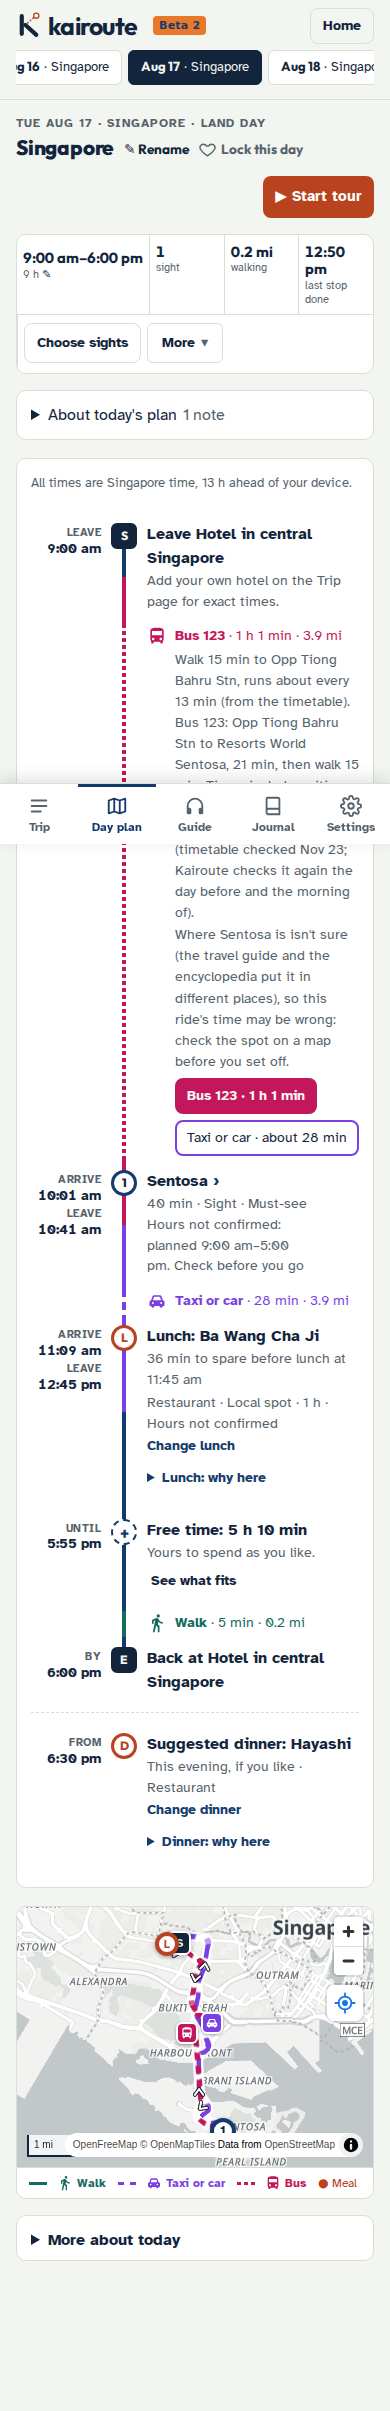 kairoute Beta 2 Home
g 16 · Singapore Aug 17 · Singapore Aug 18 · Singapo
TUE AUG 17 · SINGAPORE · LAND DAY
Singapore ✎ Rename Lock this day
▶ Start tour
9:00 am–6:00 pm
9 h ✎
1
sight
0.2 mi
walking
12:50
pm
last stop
done
Choose sights More ▾
▶ About today's plan 1 note
All times are Singapore time, 13 h ahead of your device.
LEAVE
9:00 am
S
Leave Hotel in central
Singapore
Add your own hotel on the Trip
page for exact times.
Bus 123 · 1 h 1 min · 3.9 mi
Walk 15 min to Opp Tiong
Bahru Stn, runs about every
13 min (from the timetable).
Bus 123: Opp Tiong Bahru
Stn to Resorts World
Sentosa, 21 min, then walk 15
Trip Day plan Guide Journal Settings
(timetable checked Nov 23;
Kairoute checks it again the
day before and the morning
of).
Where Sentosa is isn't sure
(the travel guide and the
encyclopedia put it in
different places), so this
ride's time may be wrong:
check the spot on a map
before you set off.
Bus 123 · 1 h 1 min
Taxi or car · about 28 min
ARRIVE
10:01 am
LEAVE
10:41 am
1
Sentosa ›
40 min · Sight · Must-see
Hours not confirmed:
planned 9:00 am–5:00
pm. Check before you go
Taxi or car · 28 min · 3.9 mi
ARRIVE
11:09 am
LEAVE
12:45 pm
L
Lunch: Ba Wang Cha Ji
36 min to spare before lunch at
11:45 am
Restaurant · Local spot · 1 h ·
Hours not confirmed
Change lunch
▶ Lunch: why here
UNTIL
5:55 pm
+
Free time: 5 h 10 min
Yours to spend as you like.
See what fits
Walk · 5 min · 0.2 mi
BY
6:00 pm
E
Back at Hotel in central
Singapore
FROM
6:30 pm
D
Suggested dinner: Hayashi
This evening, if you like ·
Restaurant
Change dinner
▶ Dinner: why here
Singap e
ISTOWN
L S
ALEXANDRA
OUTRAM
BUKIT ERAH
MCE
HARBOU ONT
BRANI ISLAND
1
NTOSA
1 mi
OpenFreeMap © OpenMapTiles Data from OpenStreetMap
PEARL ISLAND
Walk Taxi or car Bus Meal
▶ More about today